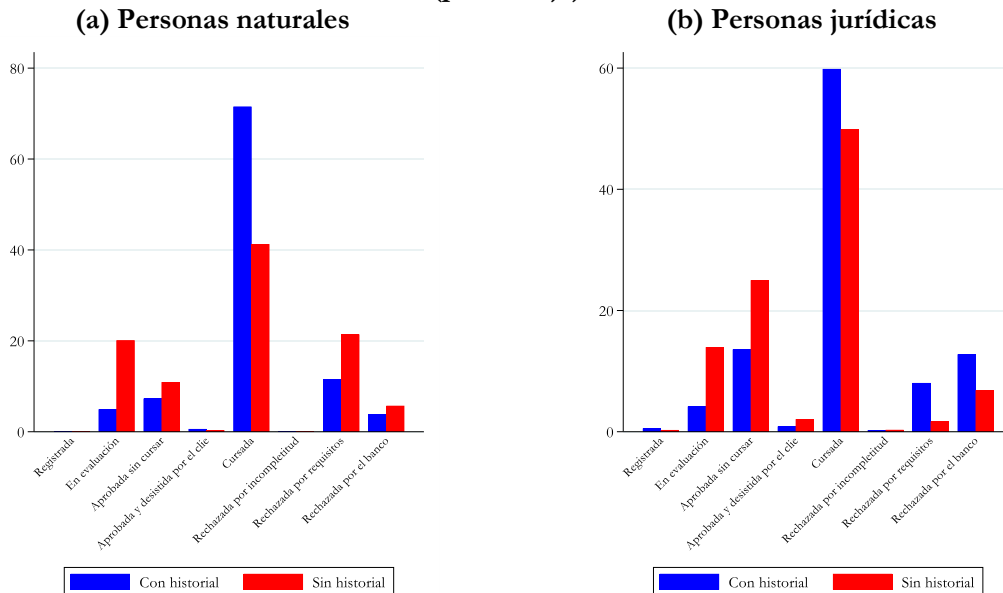 (a) Personas naturales
(b) Personas jurídicas
80
60
40
20
0
Registrada
En evaluación
Aprobada sin cursar
Aprobada y desistida por el clie
Cursada
Rechazada por incompletitud
Rechazada por requisitos
Rechazada por el banco
Con historial
Sin historial
60
40
20
0
Registrada
En evaluación
Aprobada sin cursar
Aprobada y desistida por el clie
Cursada
Rechazada por incompletitud
Rechazada por requisitos
Rechazada por el banco
Con historial
Sin historial